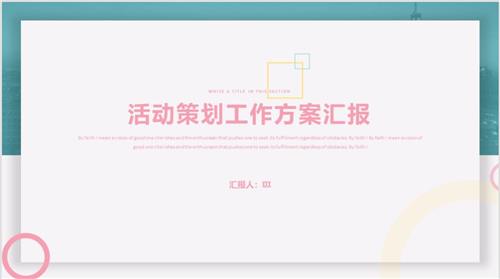 WRITE A TITLE IN THIS SECTION
活动策划工作方案汇报
By faith I mean a vision of good one cherishes and the enthusiasm that pushes one to seek its fulfillment regardless of obstacles. By faith I By faith I mean a vision of
good one cherishes and the enthusiasm that pushes one to seek its fulfillment regardless of obstacles. By faith I
汇报人：XXX